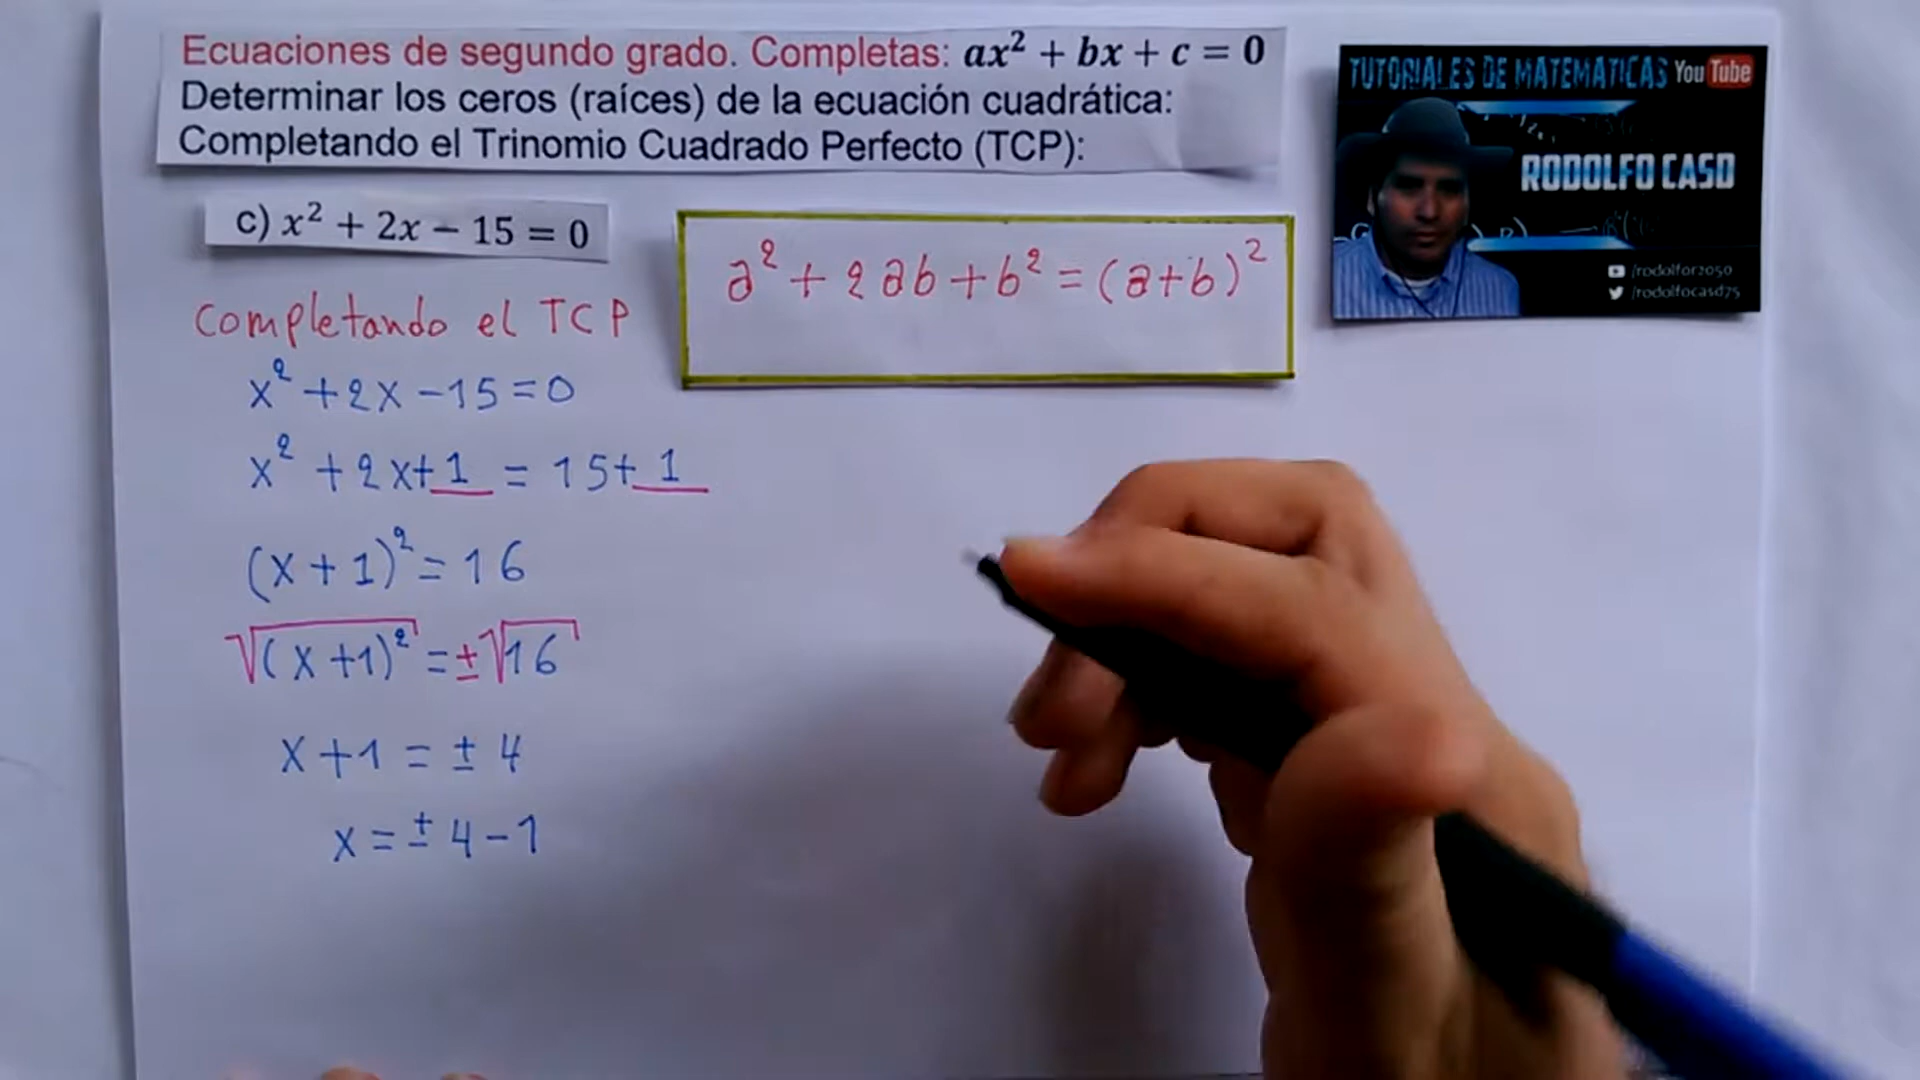 Ecuaciones de segundo grado. Completas: ax² + bx + c = 0
Determinar los ceros (raíces) de la ecuación cuadrática:
Completando el Trinomio Cuadrado Perfecto (TCP):
c) x² + 2x − 15 = 0
a² + 2ab + b² = (a+b)²
TUTORIALES DE MATEMATICAS YouTube
RODOLFO CASO
/rodolfor2050
/rodolfocasd75
Completando el TCP
x² + 2x − 15 = 0
x² + 2x + 1 = 15 + 1
(x + 1)² = 16
√(x + 1)² = ± √16
x + 1 = ± 4
x = ± 4 − 1